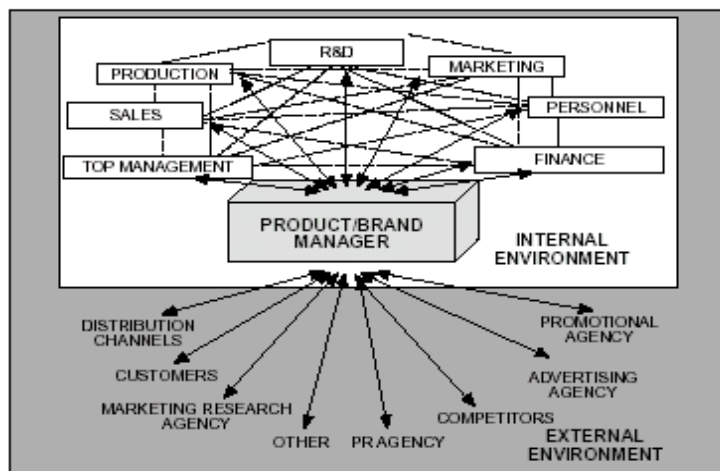 R&D
PRODUCTION
MARKETING
SALES
PERSONNEL
TOP MANAGEMENT
FINANCE
PRODUCT/BRAND
MANAGER
INTERNAL
ENVIRONMENT
DISTRIBUTION
CHANNELS
PROMOTIONAL
AGENCY
CUSTOMERS
ADVERTISING
AGENCY
MARKETING RESEARCH
AGENCY
COMPETITORS
OTHER
PR AGENCY
EXTERNAL
ENVIRONMENT